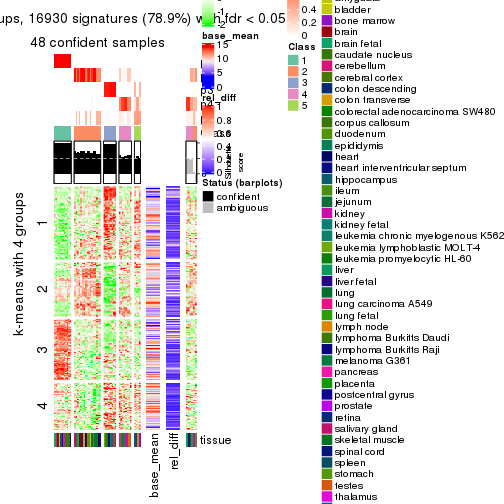 ups, 16930 signatures (78.9%) with fdr < 0.05
48 confident samples
k-means with 4 groups
1
2
3
4
base_mean
rel_diff
tissue
-2
base_mean
15
10
5
0
rel_diff
0.8
0.6
0.4
0.2
0
Silhouette
score
Status (barplots)
confident
ambiguous
0.4
0.2
0
Class
1
2
3
4
5
bladder
bone marrow
brain
brain fetal
caudate nucleus
cerebellum
cerebral cortex
colon descending
colon transverse
colorectal adenocarcinoma SW480
corpus callosum
duodenum
epididymis
heart
heart interventricular septum
hippocampus
ileum
jejunum
kidney
kidney fetal
leukemia chronic myelogenous K562
leukemia lymphoblastic MOLT-4
leukemia promyelocytic HL-60
liver
liver fetal
lung
lung carcinoma A549
lung fetal
lymph node
lymphoma Burkitts Daudi
lymphoma Burkitts Raji
melanoma G361
pancreas
placenta
postcentral gyrus
prostate
retina
salivary gland
skeletal muscle
spinal cord
spleen
stomach
testes
thalamus